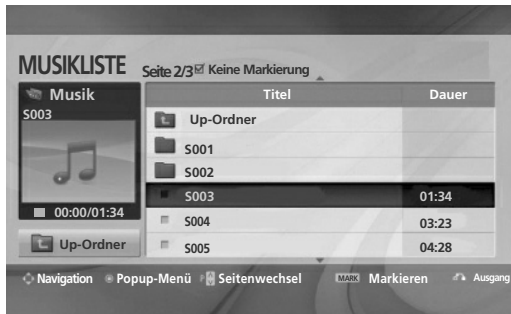 MUSIKLISTE Seite 2/3 Keine Markierung
Musik
S003
00:00/01:34
Up-Ordner
Titel Dauer
Up-Ordner
S001
S002
S003 01:34
S004 03:23
S005 04:28
Navigation Popup-Menü P Seitenwechsel MARK Markieren Ausgang